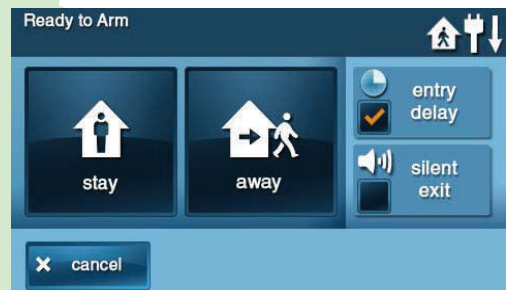 Ready to Arm
stay
away
entry
delay
silent
exit
cancel